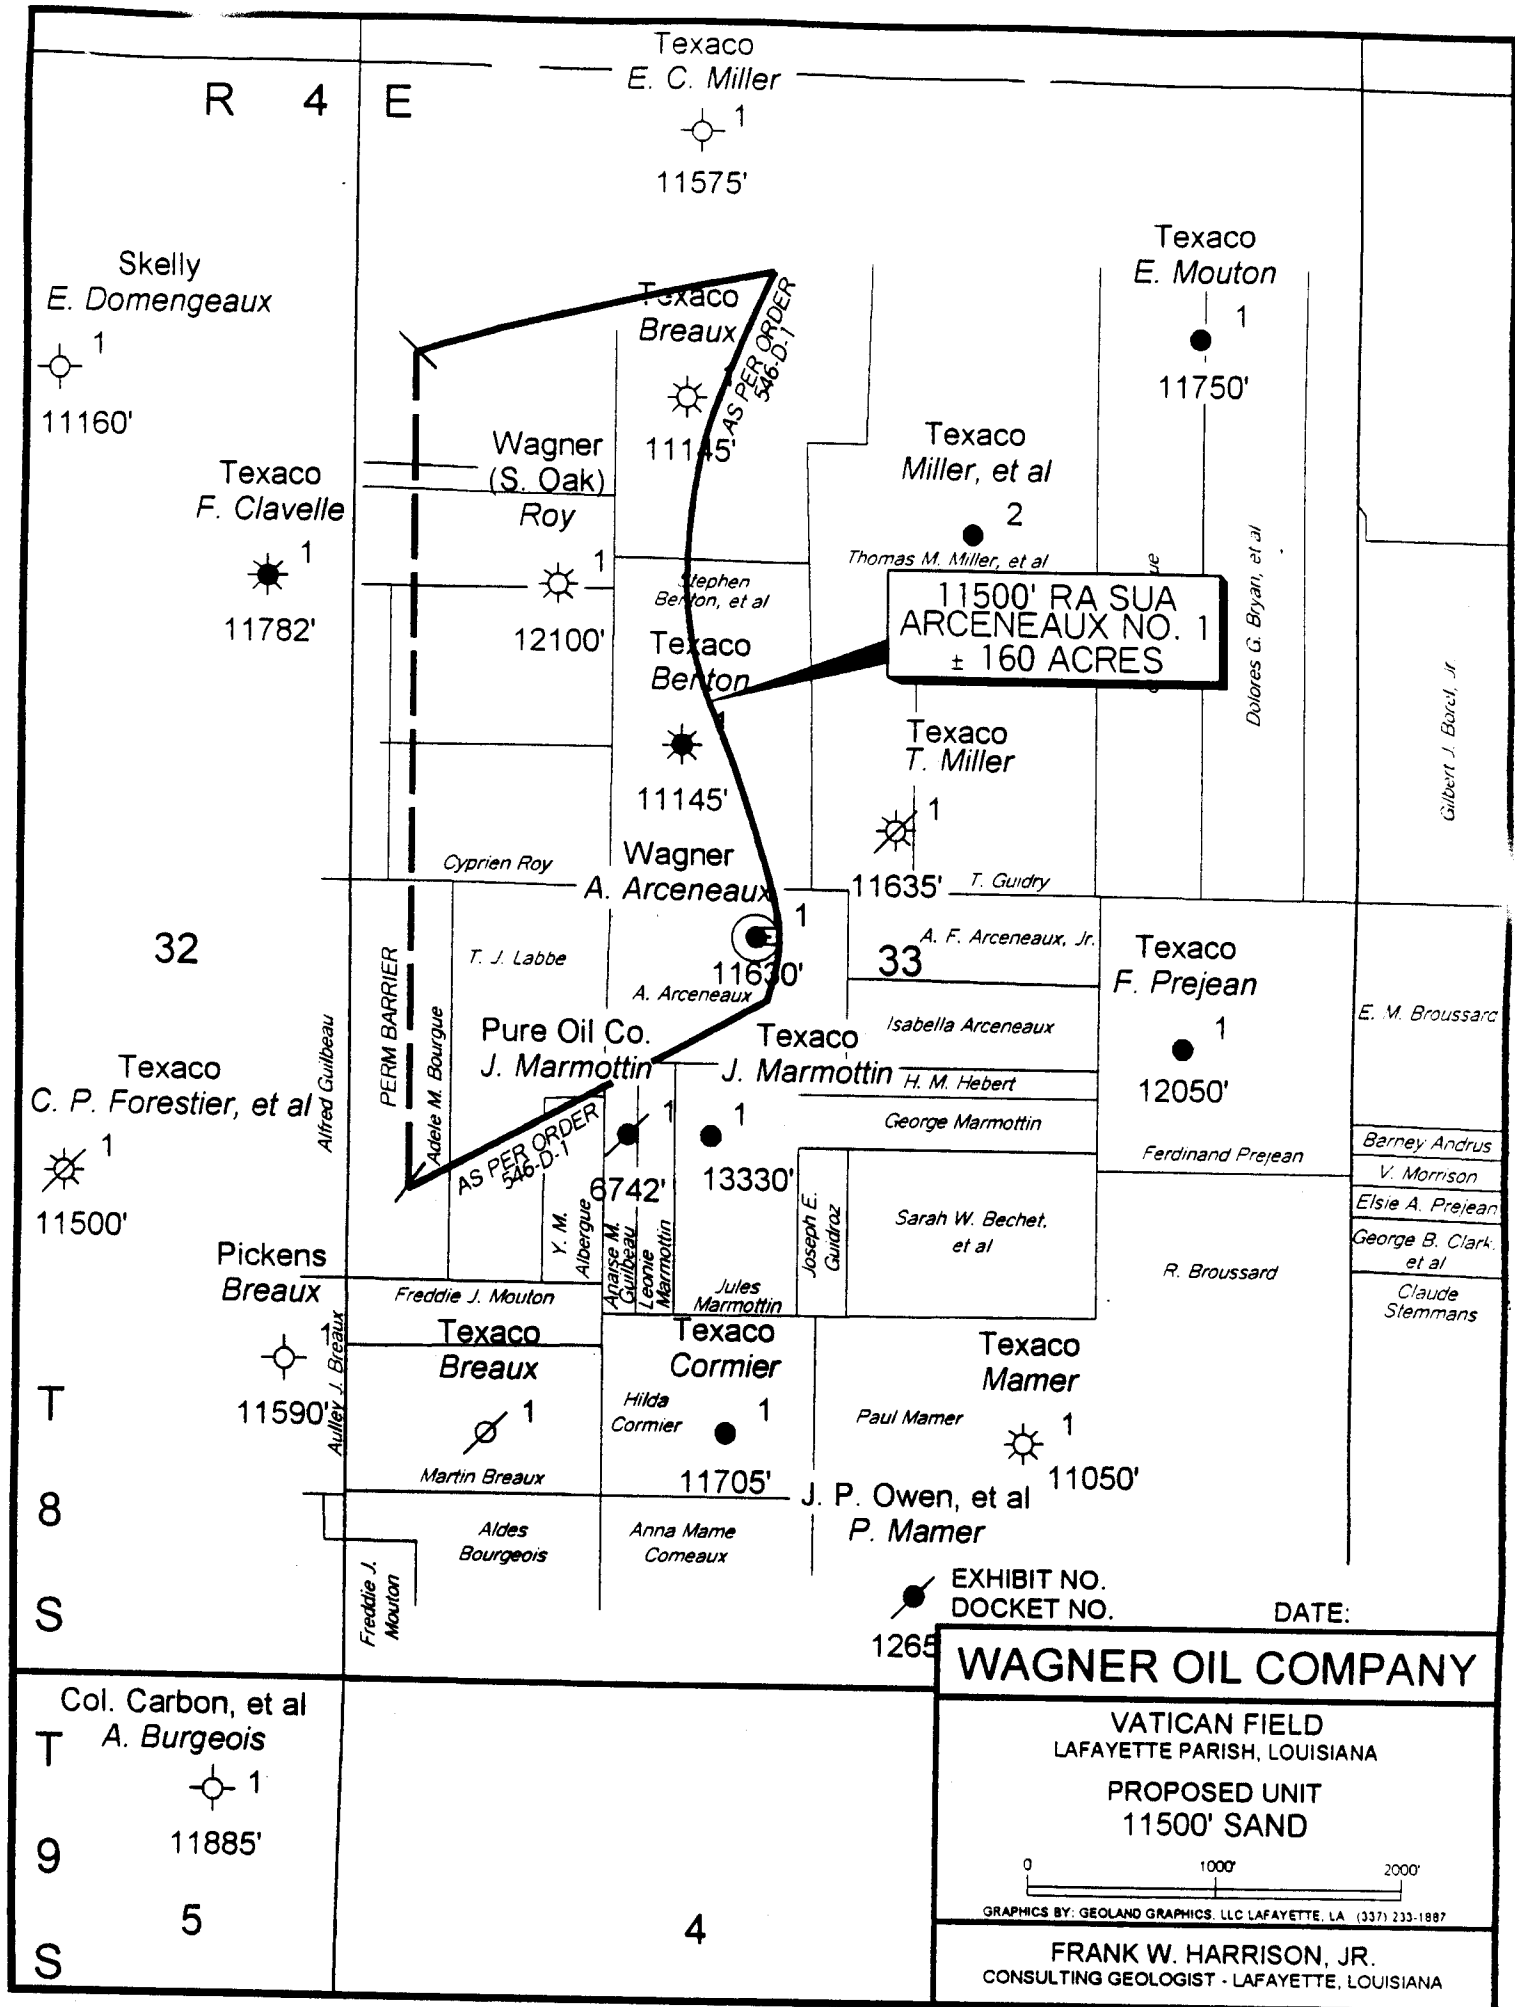 Texaco
E. C. Miller
1
11575'
R 4 E
Skelly
E. Domengeaux
1
11160'
Texaco
Breaux
11145'
AS PER ORDER
546-D-1
Texaco
E. Mouton
1
11750'
Texaco
F. Clavelle
1
11782'
Wagner
(S. Oak)
Roy
1
12100'
Texaco
Miller, et al
2
Thomas M. Miller, et al
Stephen
Berton, et al
Texaco
Berton
1
11145'
11500' RA SUA
ARCENEAUX NO. 1
± 160 ACRES
Dolores G. Bryan, et al
Gilbert J. Borel, Jr.
Texaco
T. Miller
1
11635'
T. Guidry
Cyprien Roy
Wagner
A. Arceneaux
1
11630'
A. Arceneaux
32
33
PERM BARRIER
Alfred Guilbeau
Adele M. Bourgue
T. J. Labbe
A. F. Arceneaux, Jr.
Isabella Arceneaux
H. M. Hebert
George Marmottin
Texaco
F. Prejean
1
12050'
Ferdinand Prejean
E. M. Broussard
Barney Andrus
V. Morrison
Elsie A. Prejean
George B. Clark,
et al
Claude
Stemmans
Texaco
C. P. Forestier, et al
1
11500'
Pure Oil Co.
J. Marmottin
1
6742'
Texaco
J. Marmottin
1
13330'
AS PER ORDER
546-D-1
Y. M.
Albergue
Anaise M.
Guilbeau
Leonie
Marmottin
Jules
Marmottin
Joseph E.
Guidroz
Sarah W. Bechet,
et al
R. Broussard
Pickens
Breaux
1
11590'
Aulley J. Breaux
Freddie J. Mouton
Texaco
Breaux
1
Martin Breaux
Texaco
Cormier
Hilda
Cormier
1
11705'
Texaco
Mamer
Paul Mamer
1
11050'
J. P. Owen, et al
P. Mamer
1265
Aldes
Bourgeois
Anna Mame
Comeaux
Freddie J.
Mouton
T
8
S
Col. Carbon, et al
A. Burgeois
1
11885'
T
9
S
5
4
EXHIBIT NO.
DOCKET NO.
DATE:
WAGNER OIL COMPANY
VATICAN FIELD
LAFAYETTE PARISH, LOUISIANA
PROPOSED UNIT
11500' SAND
0 1000' 2000'
GRAPHICS BY: GEOLAND GRAPHICS, LLC LAFAYETTE, LA (337) 233-1887
FRANK W. HARRISON, JR.
CONSULTING GEOLOGIST - LAFAYETTE, LOUISIANA